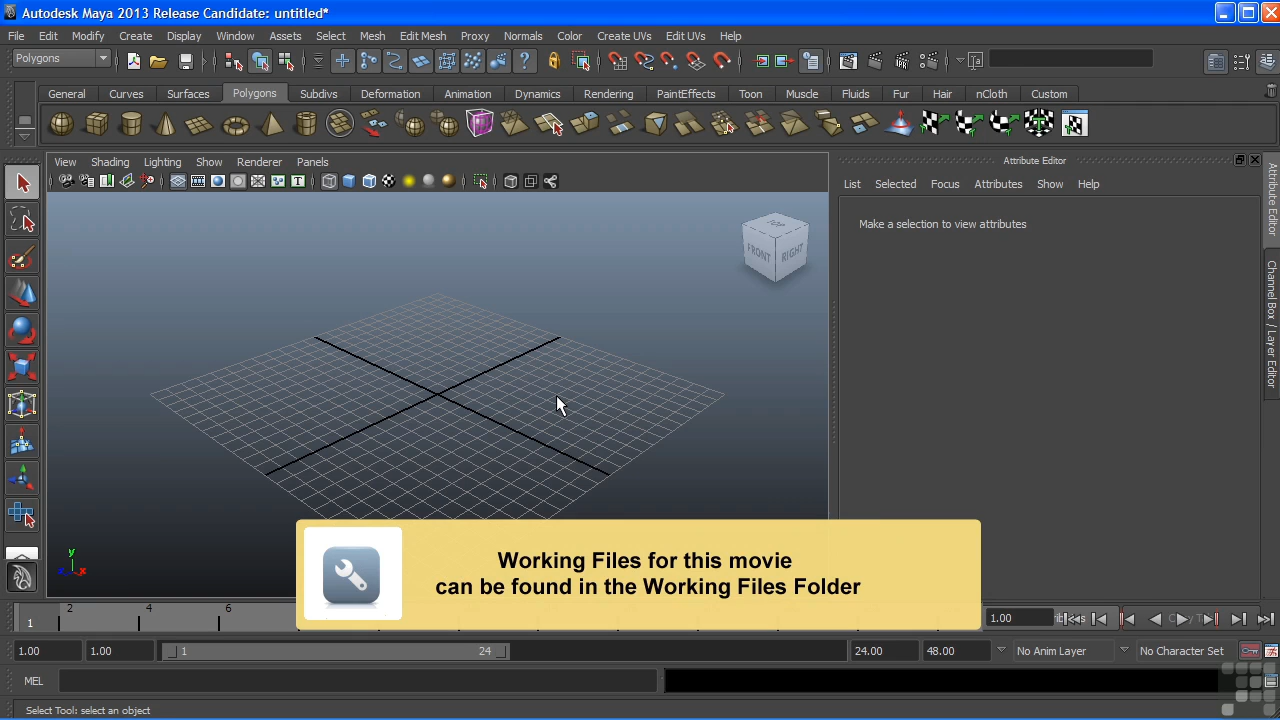 Autodesk Maya 2013 Release Candidate: untitled*
File Edit Modify Create Display Window Assets Select Mesh Edit Mesh Proxy Normals Color Create UVs Edit UVs Help
Polygons
General Curves Surfaces Polygons Subdivs Deformation Animation Dynamics Rendering PaintEffects Toon Muscle Fluids Fur Hair nCloth Custom
View Shading Lighting Show Renderer Panels
Attribute Editor
List Selected Focus Attributes Show Help
Make a selection to view attributes
TOP
FRONT RIGHT
Attribute Editor
Channel Box / Layer Editor
y
z x
Working Files for this movie
can be found in the Working Files Folder
1 2 4 6
1.00
1.00 1.00 1 24 24.00 48.00 No Anim Layer No Character Set
MEL
Select Tool: select an object